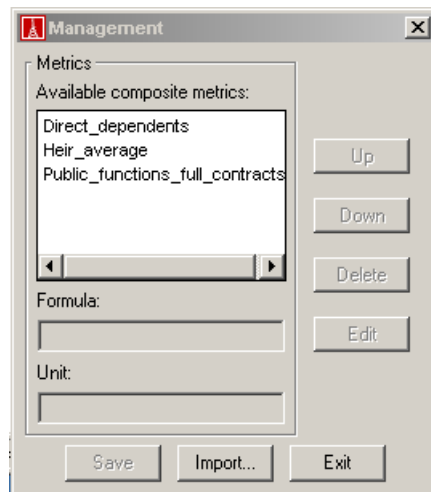 Management
Metrics
Available composite metrics:
Direct_dependents
Heir_average
Public_functions_full_contracts
Up
Down
Delete
Formula:
Edit
Unit:
Save Import... Exit